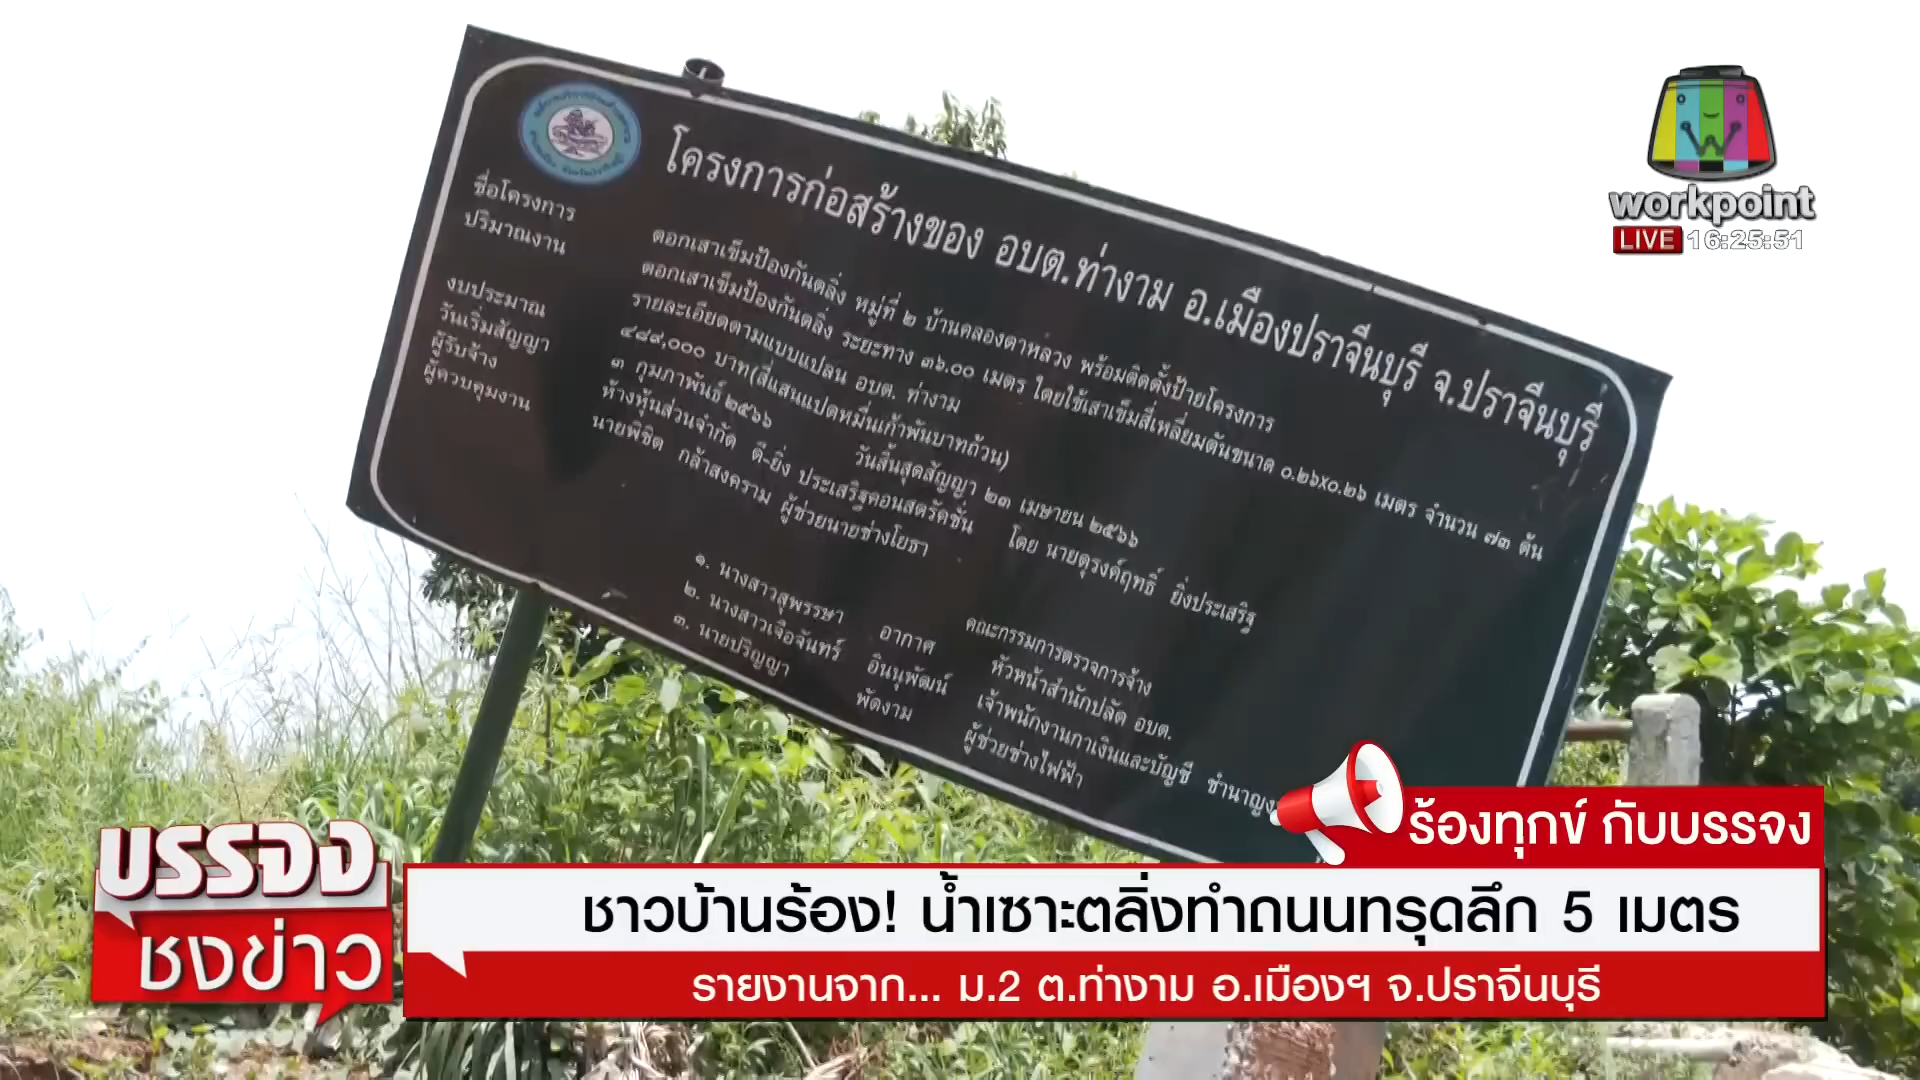 โครงการก่อสร้างของ อบต.ท่างาม อ.เมืองปราจีนบุรี จ.ปราจีนบุรี
ชื่อโครงการ ตอกเสาเข็มป้องกันตลิ่ง หมู่ที่ ๒ บ้านคลองตาหลวง พร้อมติดตั้งป้ายโครงการ
ปริมาณงาน ตอกเสาเข็มป้องกันตลิ่ง ระยะทาง ๓๖.๐๐ เมตร โดยใช้เสาเข็มสี่เหลี่ยมตันขนาด ๐.๒๖x๐.๒๖ เมตร จำนวน ๗๓ ต้น
รายละเอียดตามแบบแปลน อบต. ท่างาม
งบประมาณ ๔๘๙,๐๐๐ บาท(สี่แสนแปดหมื่นเก้าพันบาทถ้วน)
วันเริ่มสัญญา ๓ กุมภาพันธ์ ๒๕๖๖ วันสิ้นสุดสัญญา ๒๓ เมษายน ๒๕๖๖
ผู้รับจ้าง ห้างหุ้นส่วนจำกัด ดี-ยิ่ง ประเสริฐคอนสตรัคชั่น โดย นายดุรงค์ฤทธิ์ ยิ่งประเสริฐ
ผู้ควบคุมงาน นายพิชิต กล้าสงคราม ผู้ช่วยนายช่างโยธา
คณะกรรมการตรวจการจ้าง
๑. นางสาวสุพรรษา อากาศ หัวหน้าสำนักปลัด อบต.
๒. นางสาวเจือจันทร์ อินนุพัฒน์ เจ้าพนักงานการเงินและบัญชี ชำนาญง
๓. นายปริญญา พัดงาม ผู้ช่วยช่างไฟฟ้า
workpoint
LIVE 16:25:51
ร้องทุกข์ กับบรรจง
บรรจง
ชงข่าว
ชาวบ้านร้อง! น้ำเซาะตลิ่งทำถนนทรุดลึก 5 เมตร
รายงานจาก... ม.2 ต.ท่างาม อ.เมืองฯ จ.ปราจีนบุรี